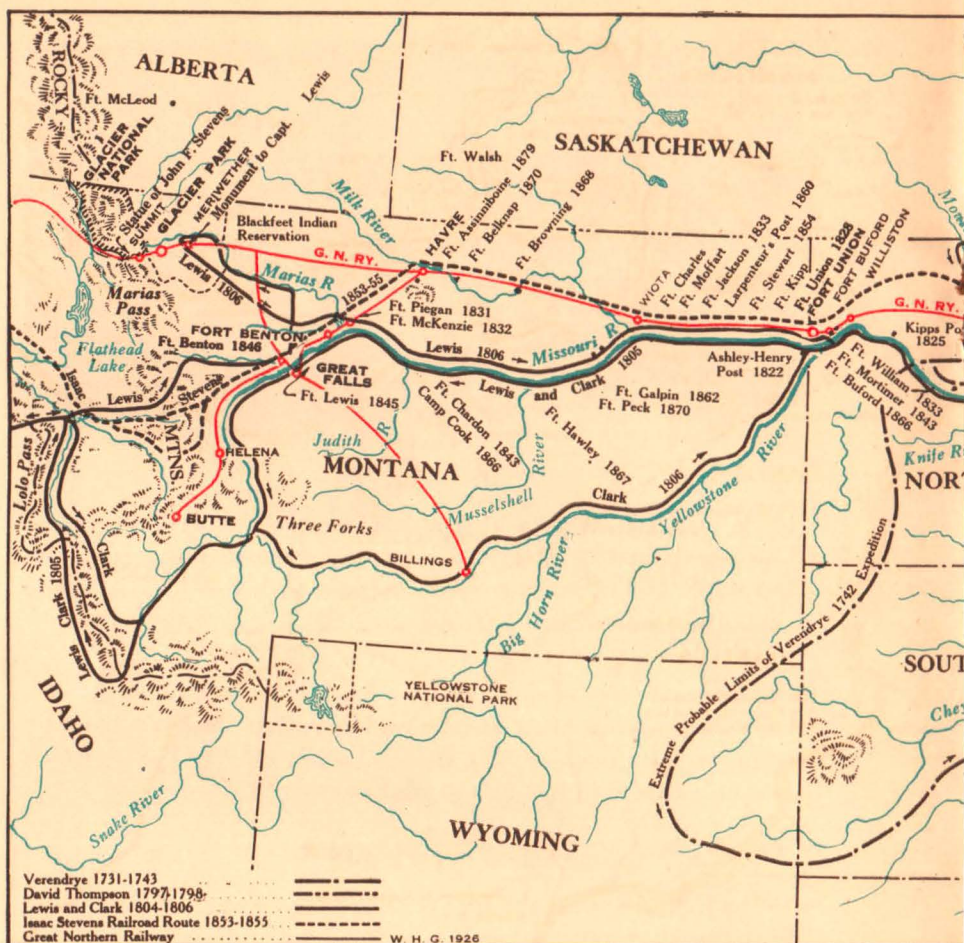 ALBERTA
ROCKY
Ft. McLeod
GLACIER
NATIONAL
PARK
Statue of John F. Stevens
SUMMIT
GLACIER PARK
MERIWETHER
Monument to Capt.
Lewis
Blackfeet Indian
Reservation
Milk River
Ft. Walsh
SASKATCHEWAN
HAVRE
Ft. Assinniboine 1879
Ft. Belknap 1870
Ft. Browning 1868
WIOTA
Ft. Charles
Ft. Moffart
Ft. Jackson 1833
Larpenteur's Post 1860
Ft. Stewart 1854
Ft. Kipp
Ft. Union 1828
FORT UNION
FORT BUFORD
WILLISTON
G. N. RY.
G. N. RY.
Lewis
1806
Marias R
1853-55
Marias
Pass
Ft. Piegan 1831
Ft. McKenzie 1832
FORT BENTON
Ft. Benton 1846
Flathead
Lake
Isaac
Stevens
Lewis
GREAT
FALLS
Ft. Lewis 1845
Lewis 1806
Missouri R
Lewis and Clark 1805
Ashley-Henry
Post 1822
Kipps Po
1825
Ft. William
1833
Ft. Mortimer 1843
Ft. Buford 1866
Ft. Galpin 1862
Ft. Peck 1870
Ft. Chardon 1843
Camp Cook
1866
Ft. Hawley
1867
Judith
R
MTNS
HELENA
MONTANA
Musselshell
River
Clark
1806
Yellowstone
River
Knife R
NORT
Lolo Pass
BUTTE
Three Forks
BILLINGS
Clark
Lewis Clark 1805
Big Horn River
Extreme Probable Limits of Verendrye 1742 Expedition
SOUT
Chey
IDAHO
YELLOWSTONE
NATIONAL PARK
Snake River
WYOMING
Verendrye 1731-1743
David Thompson 1797-1798
Lewis and Clark 1804-1806
Isaac Stevens Railroad Route 1853-1855
Great Northern Railway
W. H. G. 1926